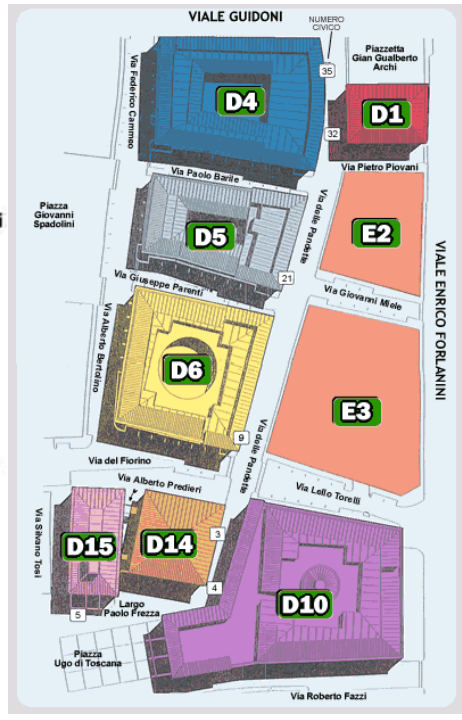 VIALE GUIDONI
NUMERO
CIVICO
Piazzetta
Gian Gualberto
Archi
Via Federico Cammeo
35
D4
D1
32
Via Pietro Piovani
Via Paolo Barile
Piazza
Giovanni
Spadolini
i
D5
Via delle Pandette
E2
21
Via Giuseppe Parenti
Via Giovanni Miele
VIALE ENRICO FORLANINI
Via Alberto Bertolino
D6
E3
9
Via delle Pandette
Via del Fiorino
Via Alberto Predieri
Via Lello Torelli
Via Silvano Tosi
D15
D14
3
4
D10
5
Largo
Paolo Frezza
Piazza
Ugo di Toscana
Via Roberto Fazzi